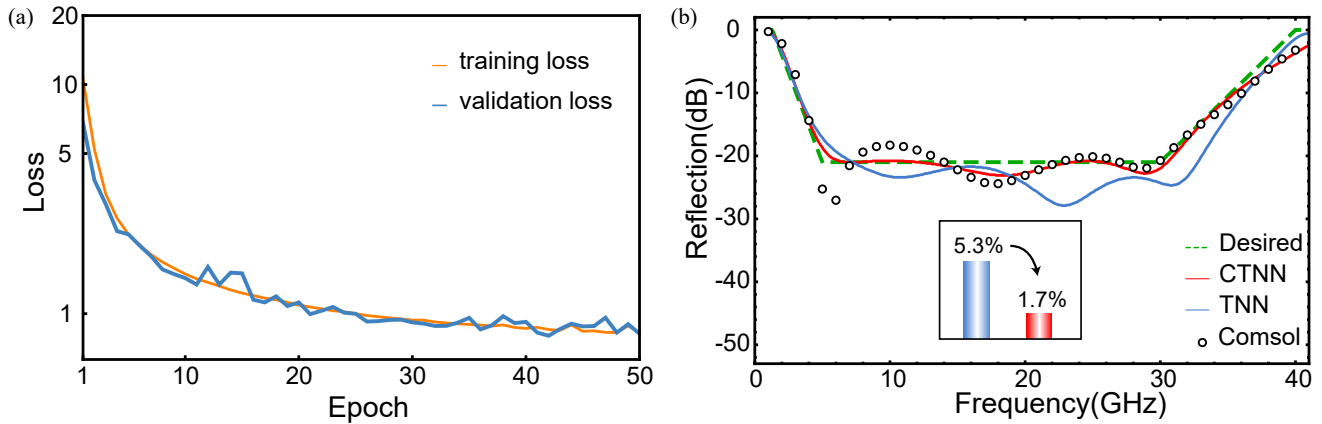 (a)
20
10
5
1
Loss
training loss
validation loss
1
10
20
30
40
50
Epoch
(b)
0
-10
-20
-30
-40
-50
Reflection(dB)
5.3%
1.7%
Desired
CTNN
TNN
Comsol
0
10
20
30
40
Frequency(GHz)